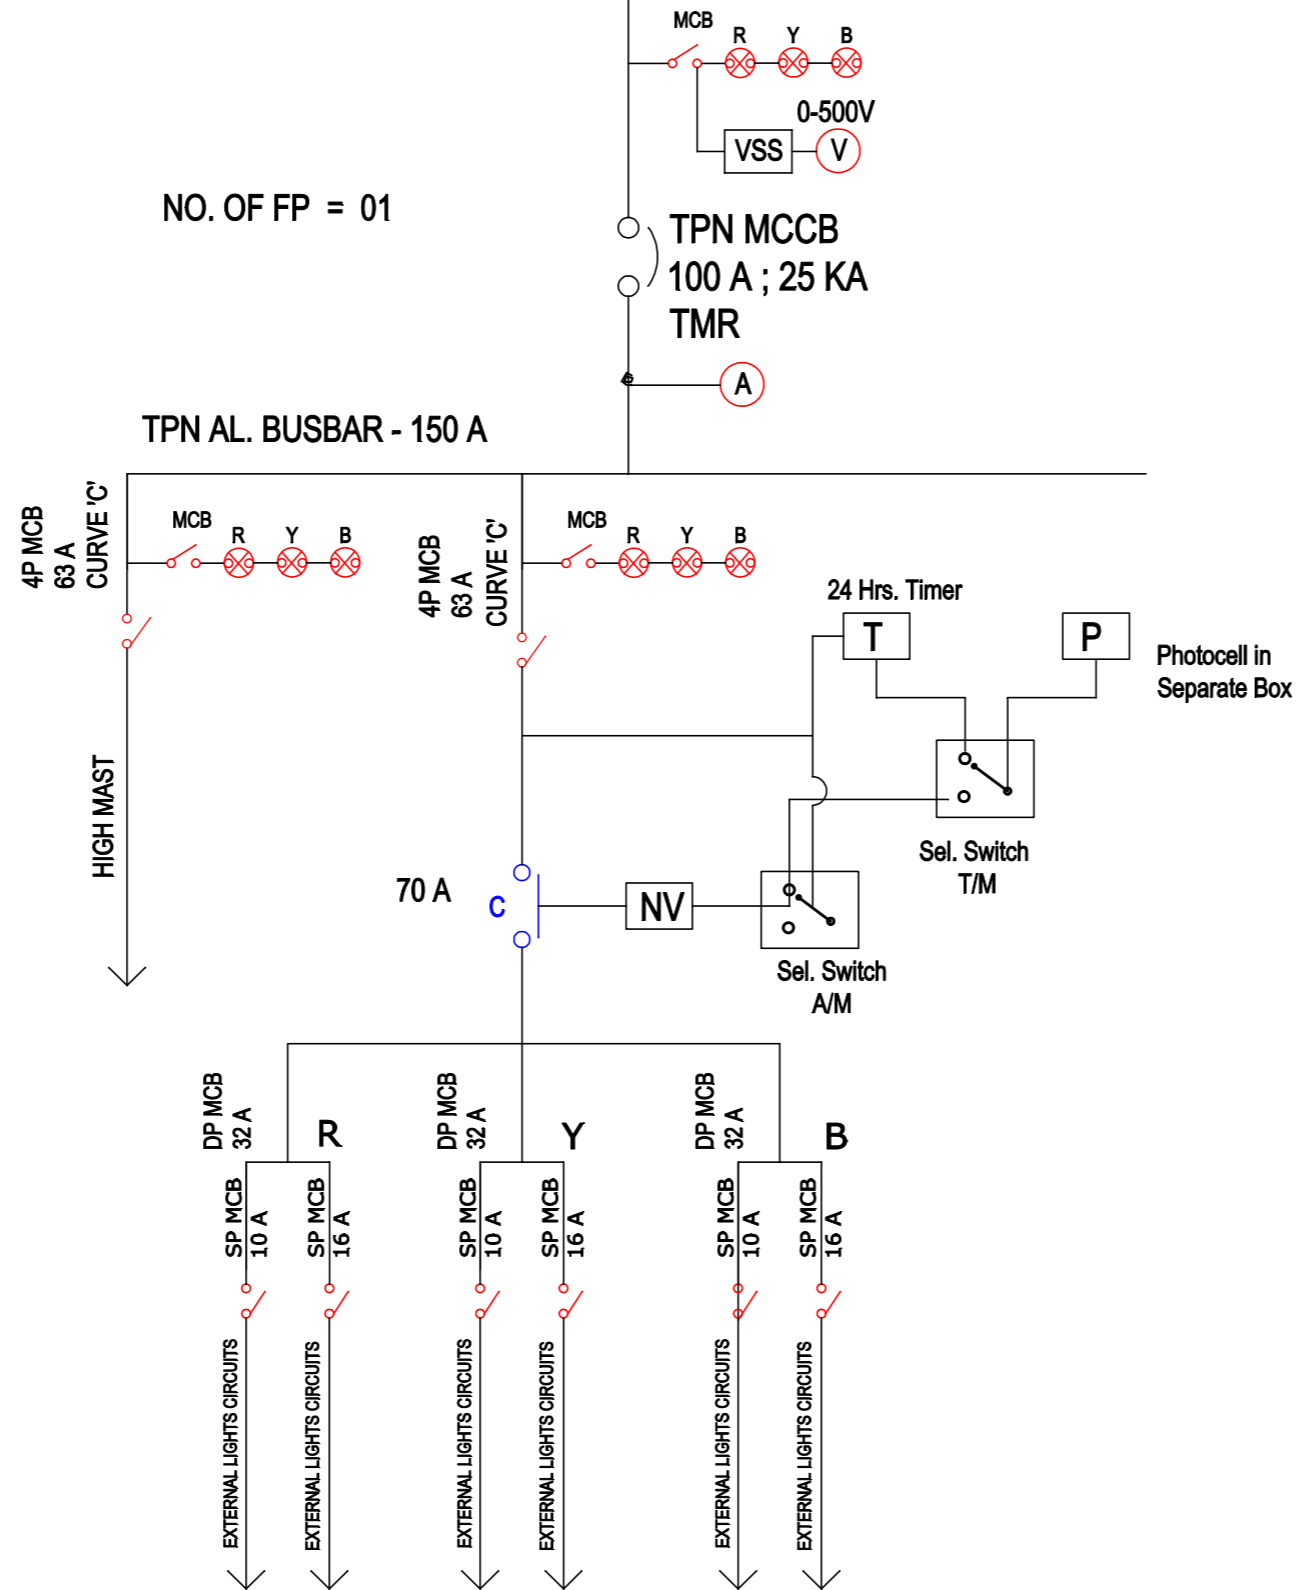 MCB
R Y B
0-500V
VSS V
NO. OF FP = 01
TPN MCCB
100 A ; 25 KA
TMR
A
TPN AL. BUSBAR - 150 A
4P MCB
63 A
CURVE 'C'
MCB
R Y B
4P MCB
63 A
CURVE 'C'
MCB
R Y B
24 Hrs. Timer
T
P
Photocell in
Separate Box
HIGH MAST
Sel. Switch
T/M
70 A
C
NV
Sel. Switch
A/M
DP MCB
32 A
R
DP MCB
32 A
Y
DP MCB
32 A
B
SP MCB
10 A
SP MCB
16 A
SP MCB
10 A
SP MCB
16 A
SP MCB
10 A
SP MCB
16 A
EXTERNAL LIGHTS CIRCUITS
EXTERNAL LIGHTS CIRCUITS
EXTERNAL LIGHTS CIRCUITS
EXTERNAL LIGHTS CIRCUITS
EXTERNAL LIGHTS CIRCUITS
EXTERNAL LIGHTS CIRCUITS